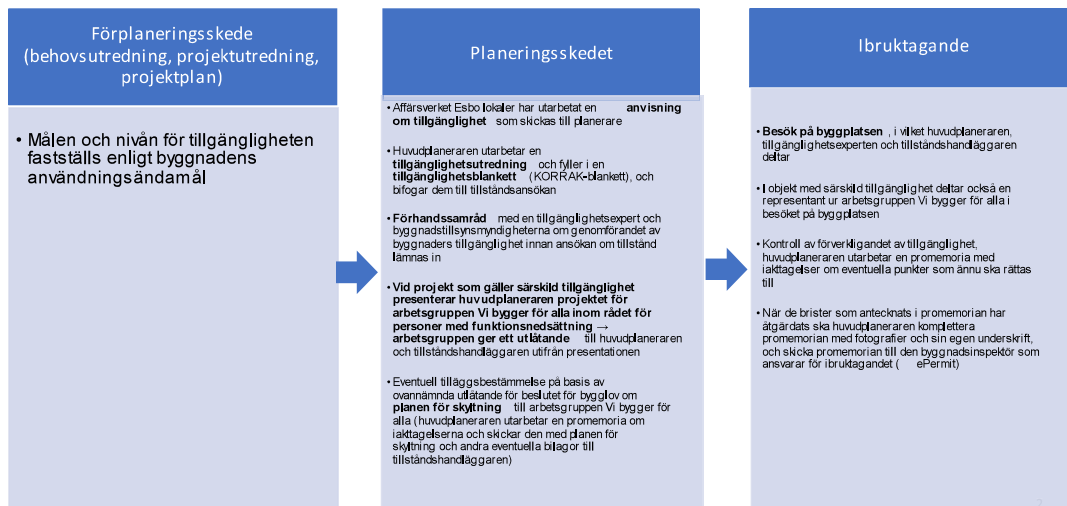 Förplaneringsskede
(behovsutredning, projektutredning,
projektplan)
• Målen och nivån för tillgängligheten
fastställs enligt byggnadens
användningsändamål
Planeringsskedet
• Affärsverket Esbo lokaler har utarbetat en anvisning
om tillgänglighet som skickas till planerare
• Huvudplaneraren utarbetar en
tillgänglighetsutredning och fyller i en
tillgänglighetsblankett (KORRAK-blankett), och
bifogar dem till tillståndsansökan
• Förhandssamråd med en tillgänglighetsexpert och
byggnadstillsynsmyndigheterna om genomförandet av
byggnaders tillgänglighet innan ansökan om tillstånd
lämnas in
• Vid projekt som gäller särskild tillgänglighet
presenterar huvudplaneraren projektet för
arbetsgruppen Vi bygger för alla inom rådet för
personer med funktionsnedsättning →
arbetsgruppen ger ett utlåtande till huvudplaneraren
och tillståndshandläggaren utifrån presentationen
• Eventuell tilläggsbestämmelse på basis av
ovannämnda utlåtande för beslutet för bygglov om
planen för skyltning till arbetsgruppen Vi bygger för
alla (huvudplaneraren utarbetar en promemoria om
iakttagelserna och skickar den med planen för
skyltning och andra eventuella bilagor till
tillståndshandläggaren)
Ibruktagande
• Besök på byggplatsen , i vilket huvudplaneraren,
tillgänglighetsexperten och tillståndshandläggaren
deltar
• I objekt med särskild tillgänglighet deltar också en
representant ur arbetsgruppen Vi bygger för alla i
besöket på byggplatsen
• Kontroll av förverkligandet av tillgänglighet,
huvudplaneraren utarbetar en promemoria med
iakttagelser om eventuella punkter som ännu ska rättas
till
• När de brister som antecknats i promemorian har
åtgärdats ska huvudplaneraren komplettera
promemorian med fotografier och sin egen underskrift,
och skicka promemorian till den byggnadsinspektör som
ansvarar för ibruktagandet ( ePermit)
2